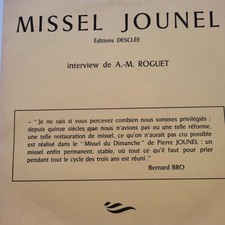 MISSEL JOUNEL
Editions DESCLÉE
interview de A.-M. ROGUET
– "Je ne sais si vous percevez combien nous sommes privilégiés :
depuis quinze siècles que nous n'avions pas eu une telle réforme,
une telle restauration de missel, ce qu'on n'aurait pas cru possible
est réalisé dans le "Missel du Dimanche" de Pierre JOUNEL : un
missel enfin permanent, stable, où tout ce qu'il faut pour prier
pendant tout le cycle des trois ans est réuni."
Bernard BRO